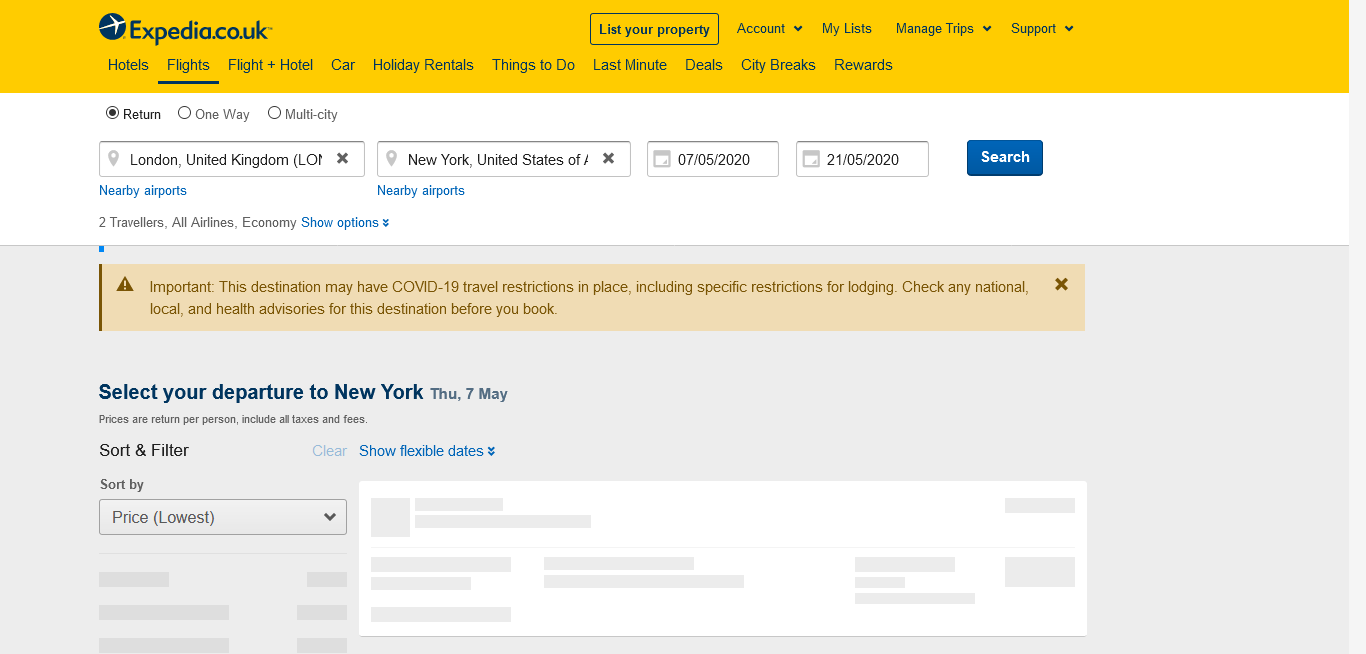 Expedia.co.uk
List your property Account My Lists Manage Trips Support
Hotels Flights Flight + Hotel Car Holiday Rentals Things to Do Last Minute Deals City Breaks Rewards
Return One Way Multi-city
London, United Kingdom (LON New York, United States of A 07/05/2020 21/05/2020 Search
Nearby airports Nearby airports
2 Travellers, All Airlines, Economy Show options
Important: This destination may have COVID-19 travel restrictions in place, including specific restrictions for lodging. Check any national,
local, and health advisories for this destination before you book.
Select your departure to New York Thu, 7 May
Prices are return per person, include all taxes and fees.
Sort & Filter Clear Show flexible dates
Sort by
Price (Lowest)